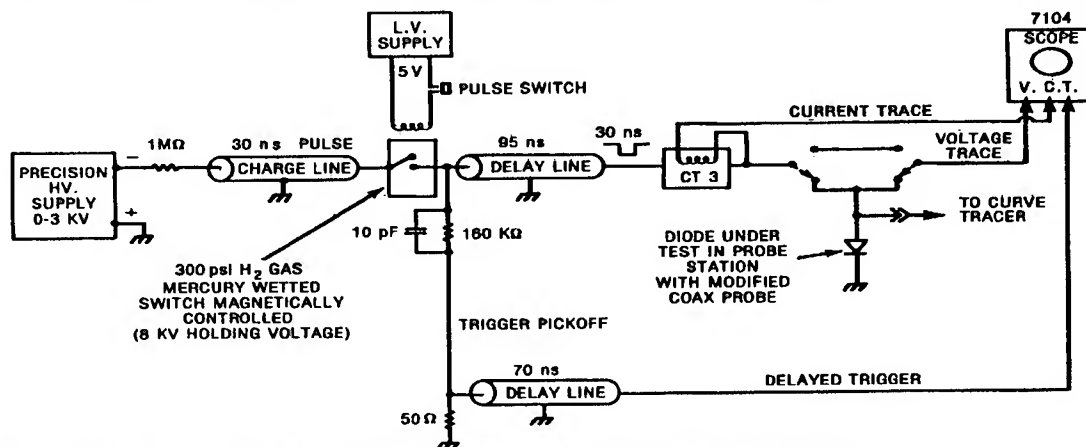 L.V.
SUPPLY
5 V
PULSE SWITCH
7104
SCOPE
V. C.T.
CURRENT TRACE
VOLTAGE
TRACE
30 ns
1MΩ
30 ns PULSE
CHARGE LINE
95 ns
DELAY LINE
CT 3
PRECISION
HV.
SUPPLY
0-3 KV
−
+
TO CURVE
TRACER
10 pF
160 KΩ
DIODE UNDER
TEST IN PROBE
STATION
WITH MODIFIED
COAX PROBE
300 psi H2 GAS
MERCURY WETTED
SWITCH MAGNETICALLY
CONTROLLED
(8 KV HOLDING VOLTAGE)
TRIGGER PICKOFF
70 ns
DELAY LINE
DELAYED TRIGGER
50Ω